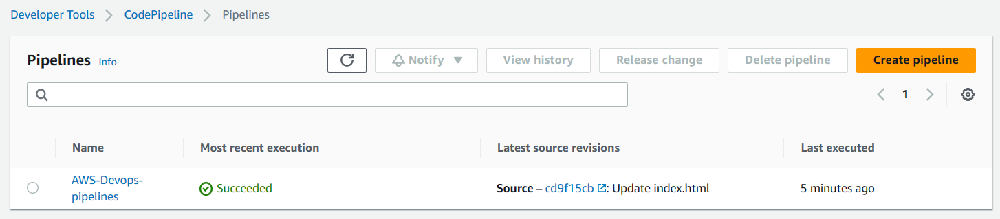 Developer Tools > CodePipeline > Pipelines
Pipelines Info
Notify
View history
Release change
Delete pipeline
Create pipeline
1
Name
Most recent execution
Latest source revisions
Last executed
AWS-Devops-
pipelines
Succeeded
Source – cd9f15cb : Update index.html
5 minutes ago